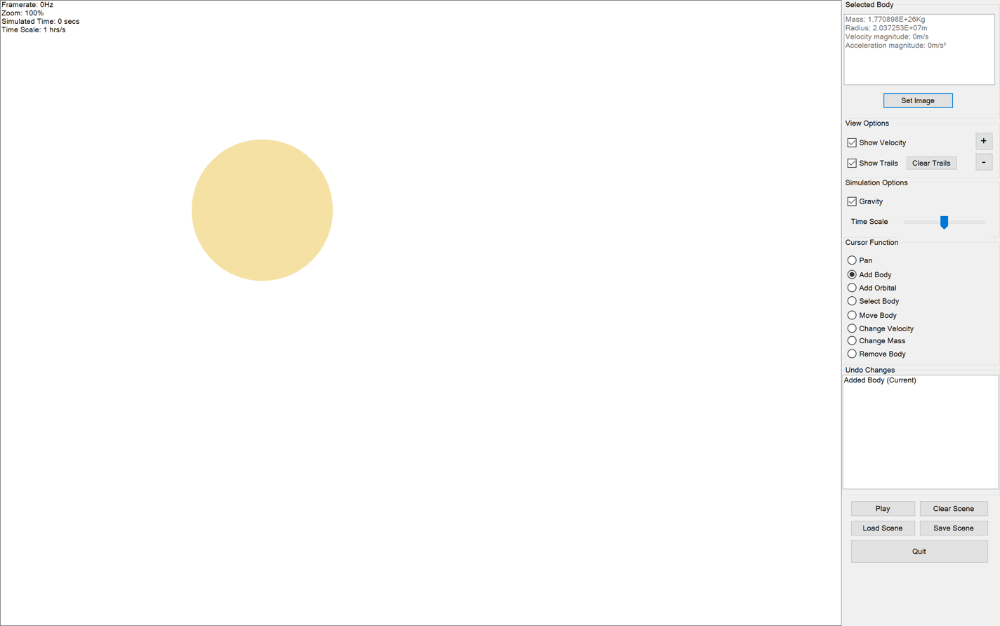 Framerate: 0Hz
Zoom: 100%
Simulated Time: 0 secs
Time Scale: 1 hrs/s
Selected Body
Mass: 1.770898E+26Kg
Radius: 2.037253E+07m
Velocity magnitude: 0m/s
Acceleration magnitude: 0m/s²
Set Image
View Options
Show Velocity
+
Show Trails
Clear Trails
-
Simulation Options
Gravity
Time Scale
Cursor Function
Pan
Add Body
Add Orbital
Select Body
Move Body
Change Velocity
Change Mass
Remove Body
Undo Changes
Added Body (Current)
Play
Clear Scene
Load Scene
Save Scene
Quit